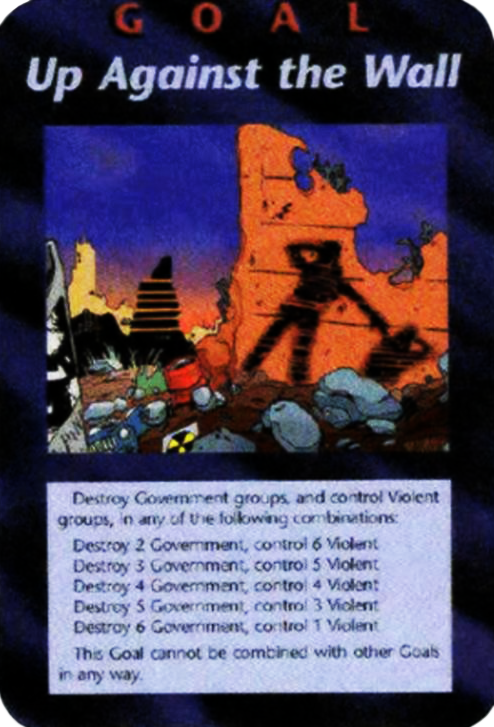 GOAL
Up Against the Wall
Destroy Government groups, and control Violent
groups, in any of the following combinations:
Destroy 2 Government, control 6 Violent
Destroy 3 Government, control 5 Violent
Destroy 4 Government, control 4 Violent
Destroy 5 Government, control 3 Violent
Destroy 6 Government, control 1 Violent
This Goal cannot be combined with other Goals
in any way.